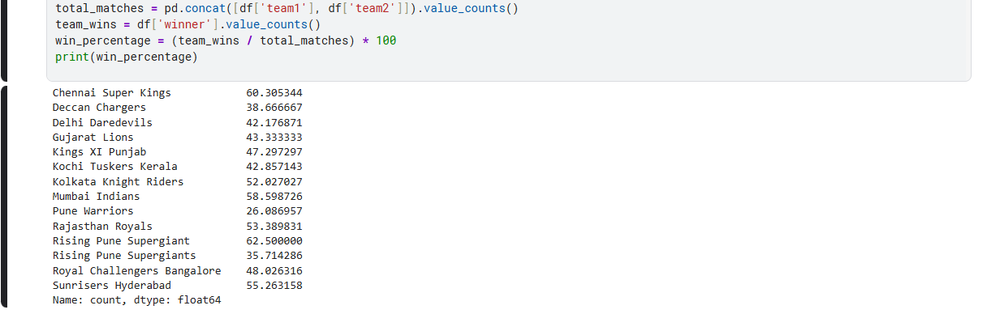 total_matches = pd.concat([df['team1'], df['team2']]).value_counts()
team_wins = df['winner'].value_counts()
win_percentage = (team_wins / total_matches) * 100
print(win_percentage)
Chennai Super Kings 60.305344
Deccan Chargers 38.666667
Delhi Daredevils 42.176871
Gujarat Lions 43.333333
Kings XI Punjab 47.297297
Kochi Tuskers Kerala 42.857143
Kolkata Knight Riders 52.027027
Mumbai Indians 58.598726
Pune Warriors 26.086957
Rajasthan Royals 53.389831
Rising Pune Supergiant 62.500000
Rising Pune Supergiants 35.714286
Royal Challengers Bangalore 48.026316
Sunrisers Hyderabad 55.263158
Name: count, dtype: float64